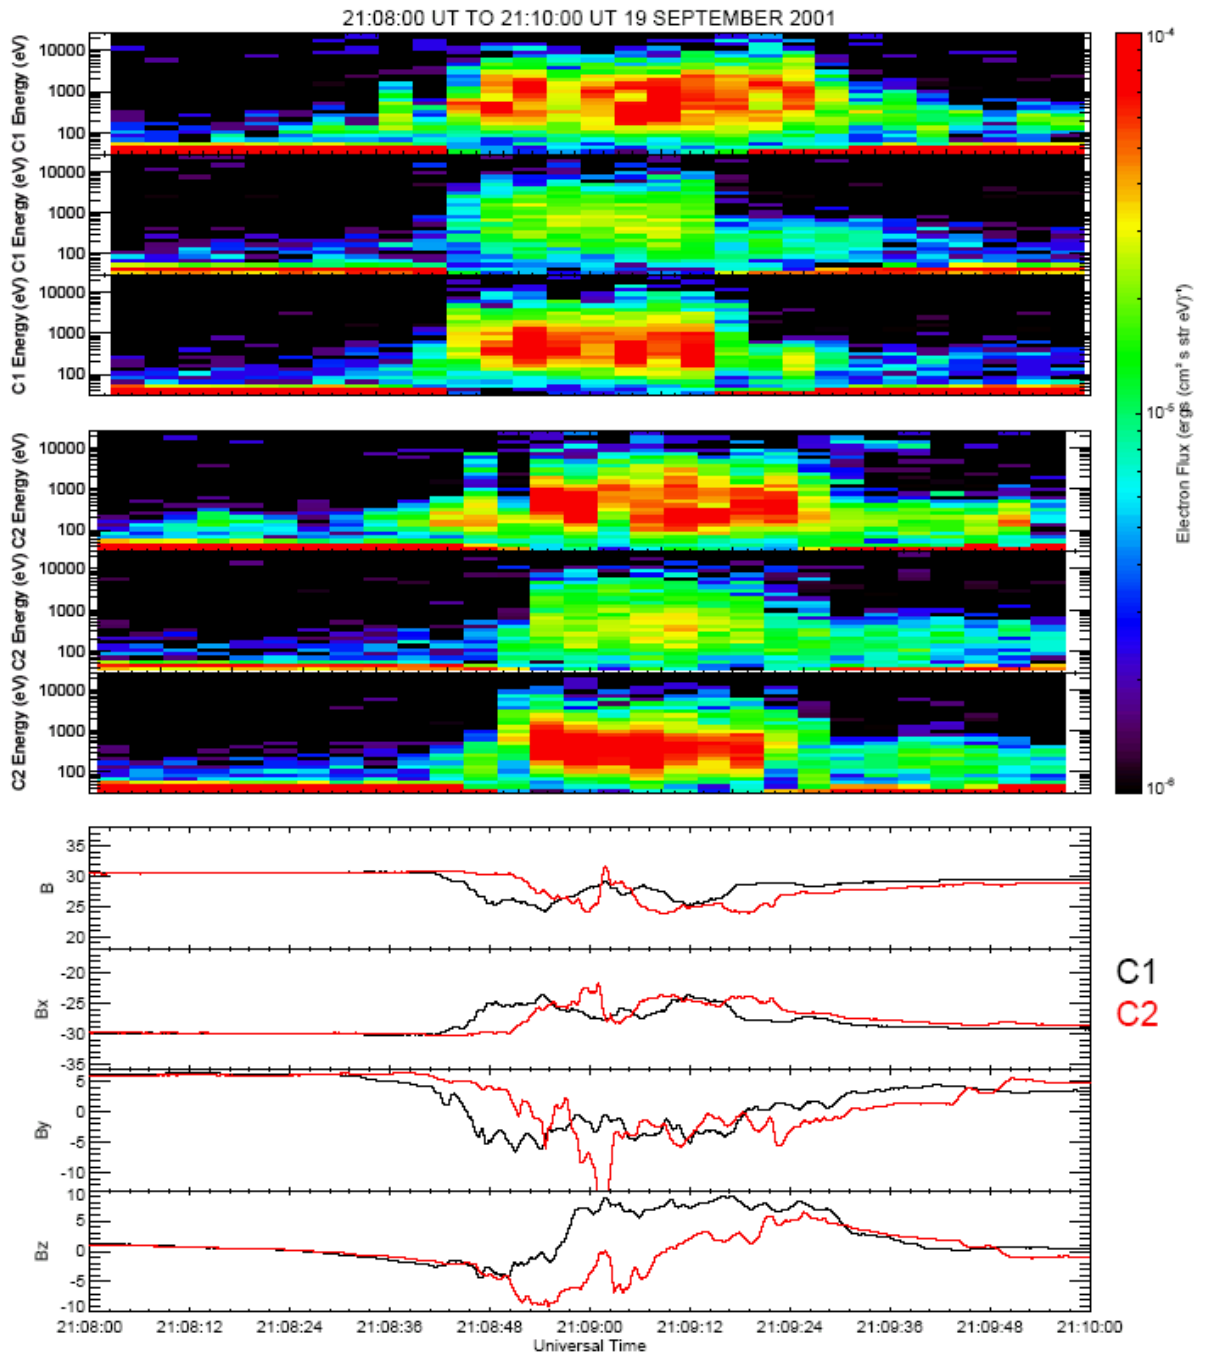 21:08:00 UT TO 21:10:00 UT 19 SEPTEMBER 2001
C1 Energy (eV)
10000
1000
100
C1 Energy (eV)
10000
1000
100
C1 Energy (eV)
10000
1000
100
C2 Energy (eV)
10000
1000
100
C2 Energy (eV)
10000
1000
100
C2 Energy (eV)
10000
1000
100
10⁻⁴
10⁻⁵
10⁻⁶
Electron Flux (ergs (cm² s str eV)⁻¹)
B
35
30
25
20
Bx
-20
-25
-30
-35
By
5
0
-5
-10
Bz
10
5
0
-5
-10
C1
C2
21:08:00 21:08:12 21:08:24 21:08:36 21:08:48 21:09:00 21:09:12 21:09:24 21:09:36 21:09:48 21:10:00
Universal Time